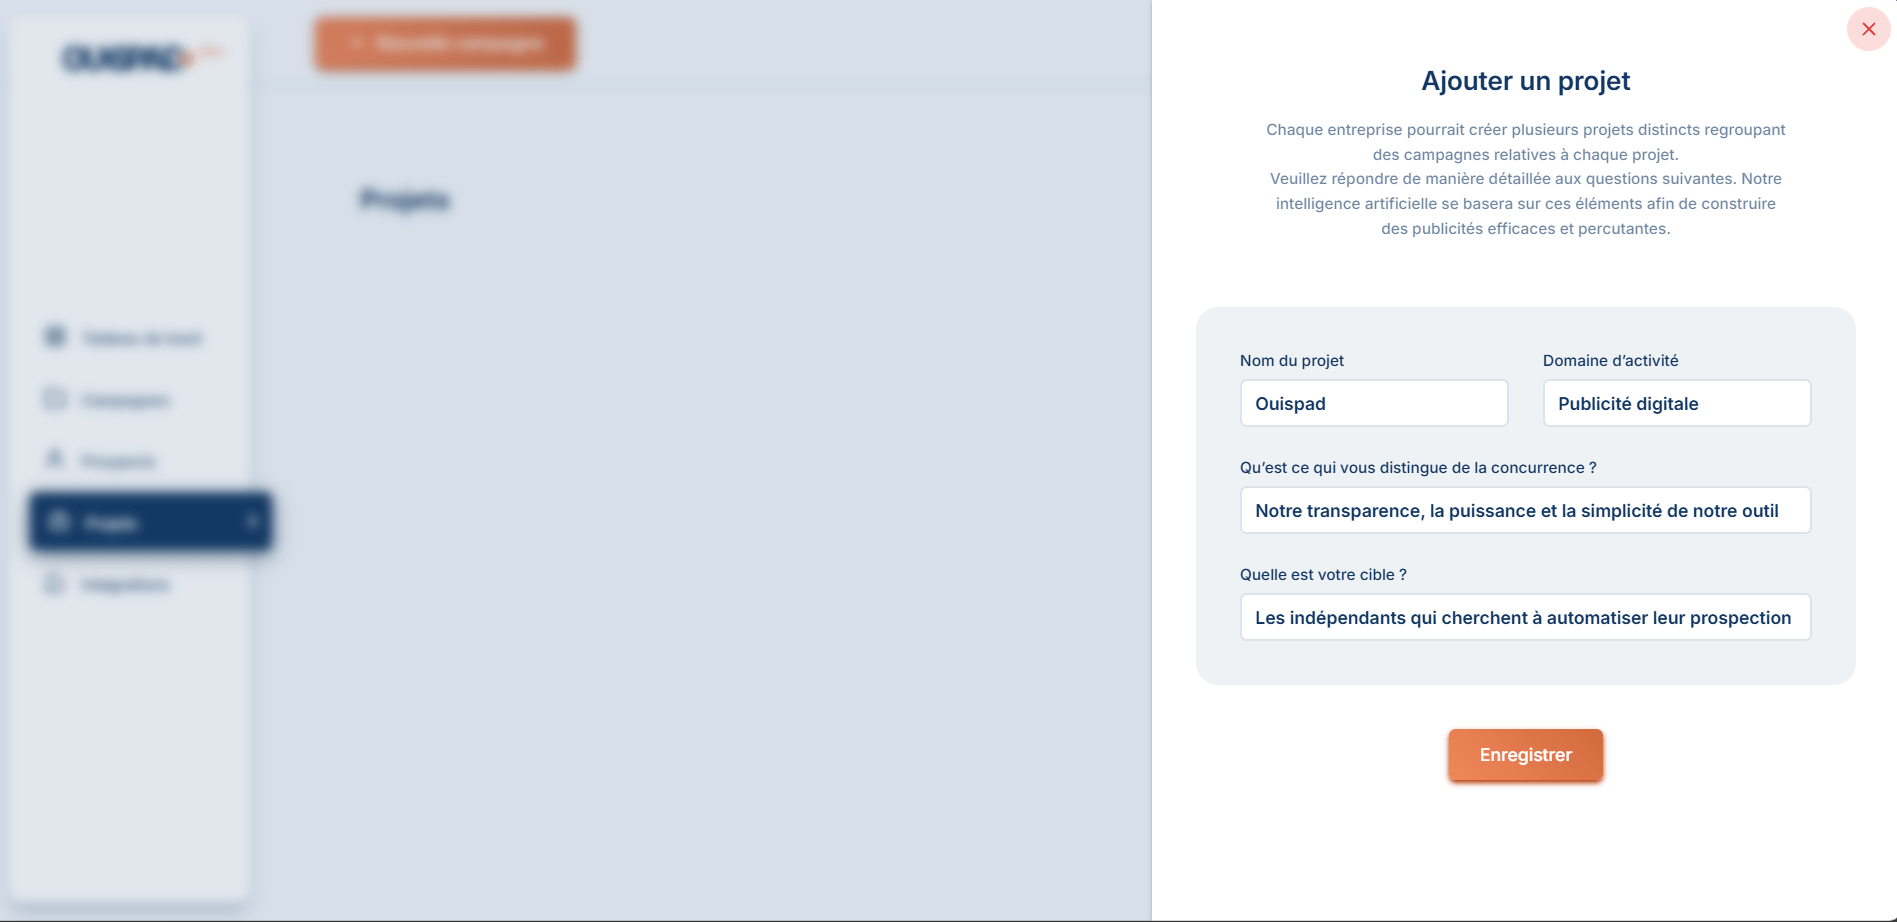 OUISPAD
Nouvelle campagne
Projets
Tableau de bord
Campagnes
Prospects
Projets
Intégrations
Ajouter un projet
Chaque entreprise pourrait créer plusieurs projets distincts regroupant
des campagnes relatives à chaque projet.
Veuillez répondre de manière détaillée aux questions suivantes. Notre
intelligence artificielle se basera sur ces éléments afin de construire
des publicités efficaces et percutantes.
Nom du projet
Domaine d’activité
Ouispad
Publicité digitale
Qu’est ce qui vous distingue de la concurrence ?
Notre transparence, la puissance et la simplicité de notre outil
Quelle est votre cible ?
Les indépendants qui cherchent à automatiser leur prospection
Enregistrer